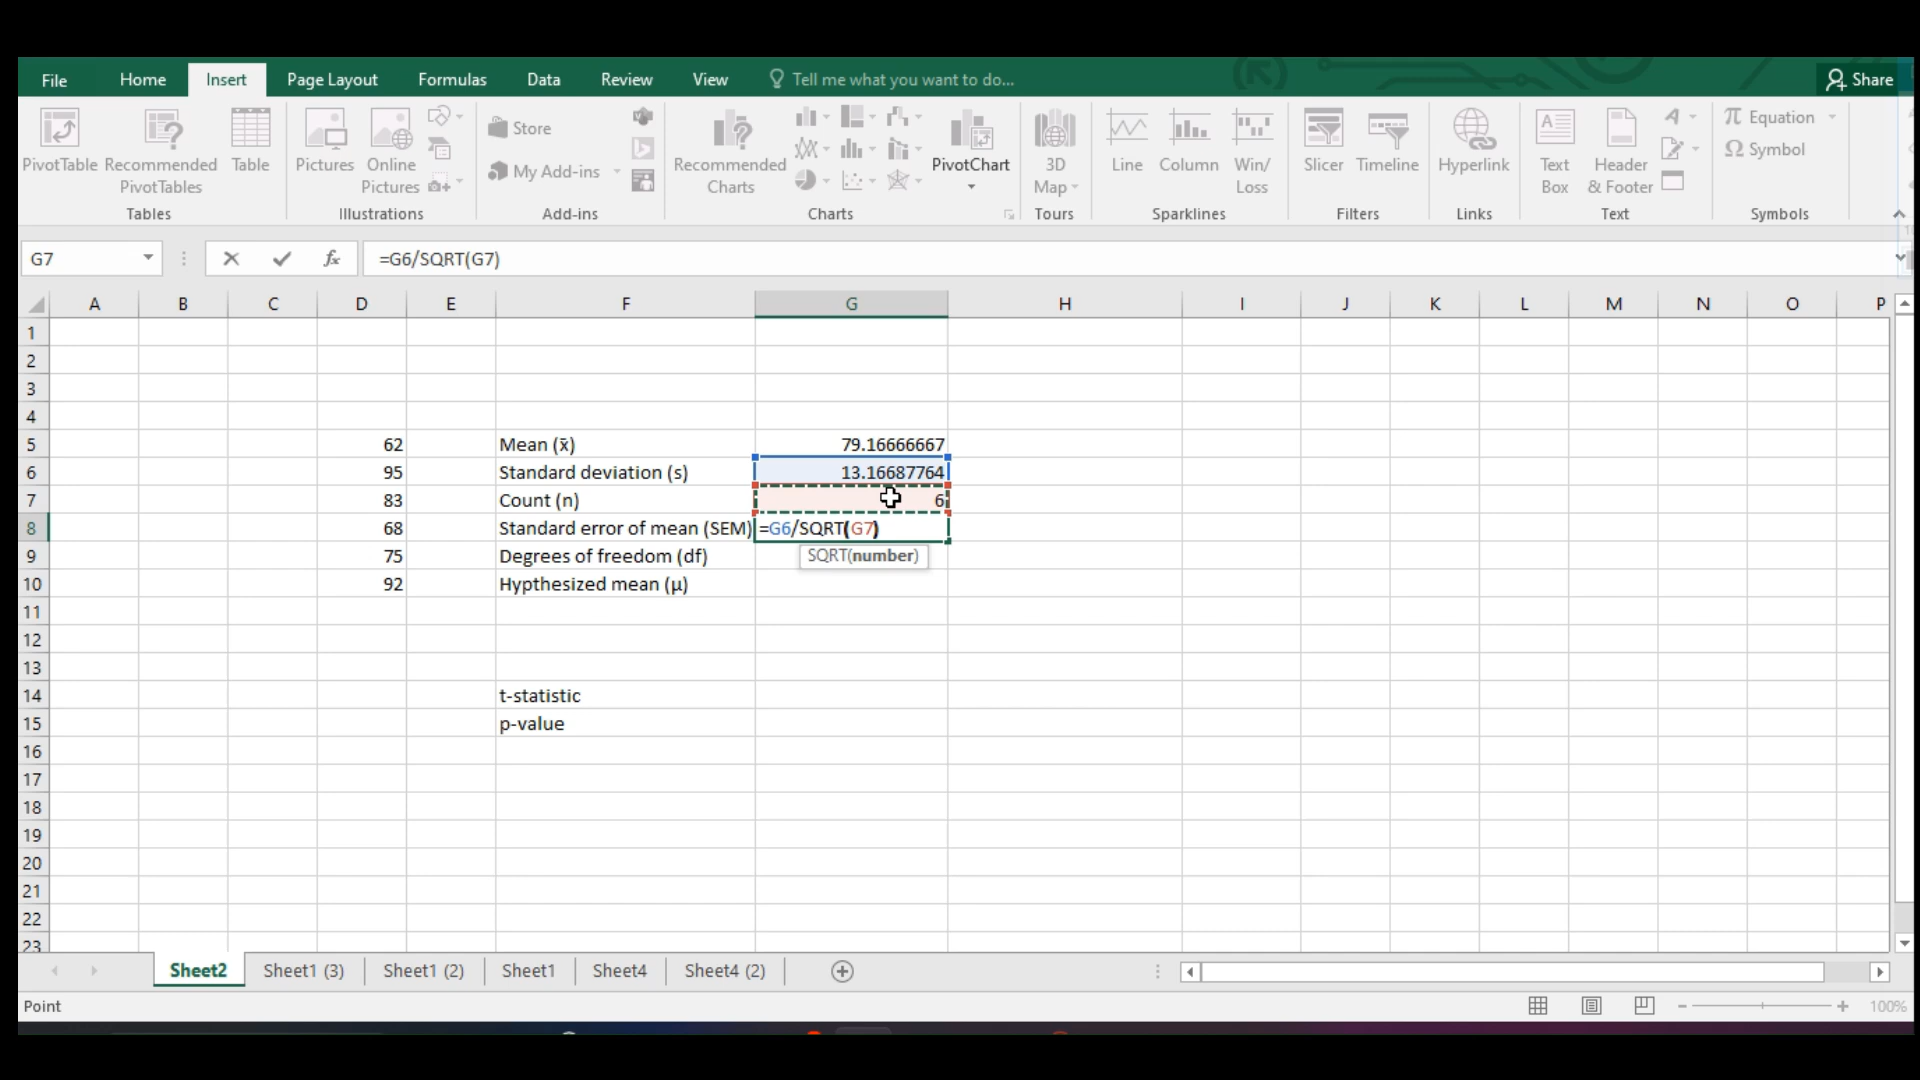 File Home Insert Page Layout Formulas Data Review View Tell me what you want to do... Share
PivotTable Recommended PivotTables Table
Tables
Pictures Online Pictures
Illustrations
Store
My Add-ins
Add-ins
Recommended Charts PivotChart
Charts
3D Map
Tours
Line Column Win/Loss
Sparklines
Slicer Timeline
Filters
Hyperlink
Links
Text Box Header & Footer
Text
Equation
Symbol
Symbols
G7 fx =G6/SQRT(G7)
A B C D E F G H I J K L M N O P
1
2
3
4
5 62 Mean (x̄) 79.16666667
6 95 Standard deviation (s) 13.16687764
7 83 Count (n) 6
8 68 Standard error of mean (SEM) =G6/SQRT(G7)
9 75 Degrees of freedom (df) SQRT(number)
10 92 Hypthesized mean (μ)
11
12
13
14 t-statistic
15 p-value
16
17
18
19
20
21
22
23
Sheet2 Sheet1 (3) Sheet1 (2) Sheet1 Sheet4 Sheet4 (2)
Point 100%